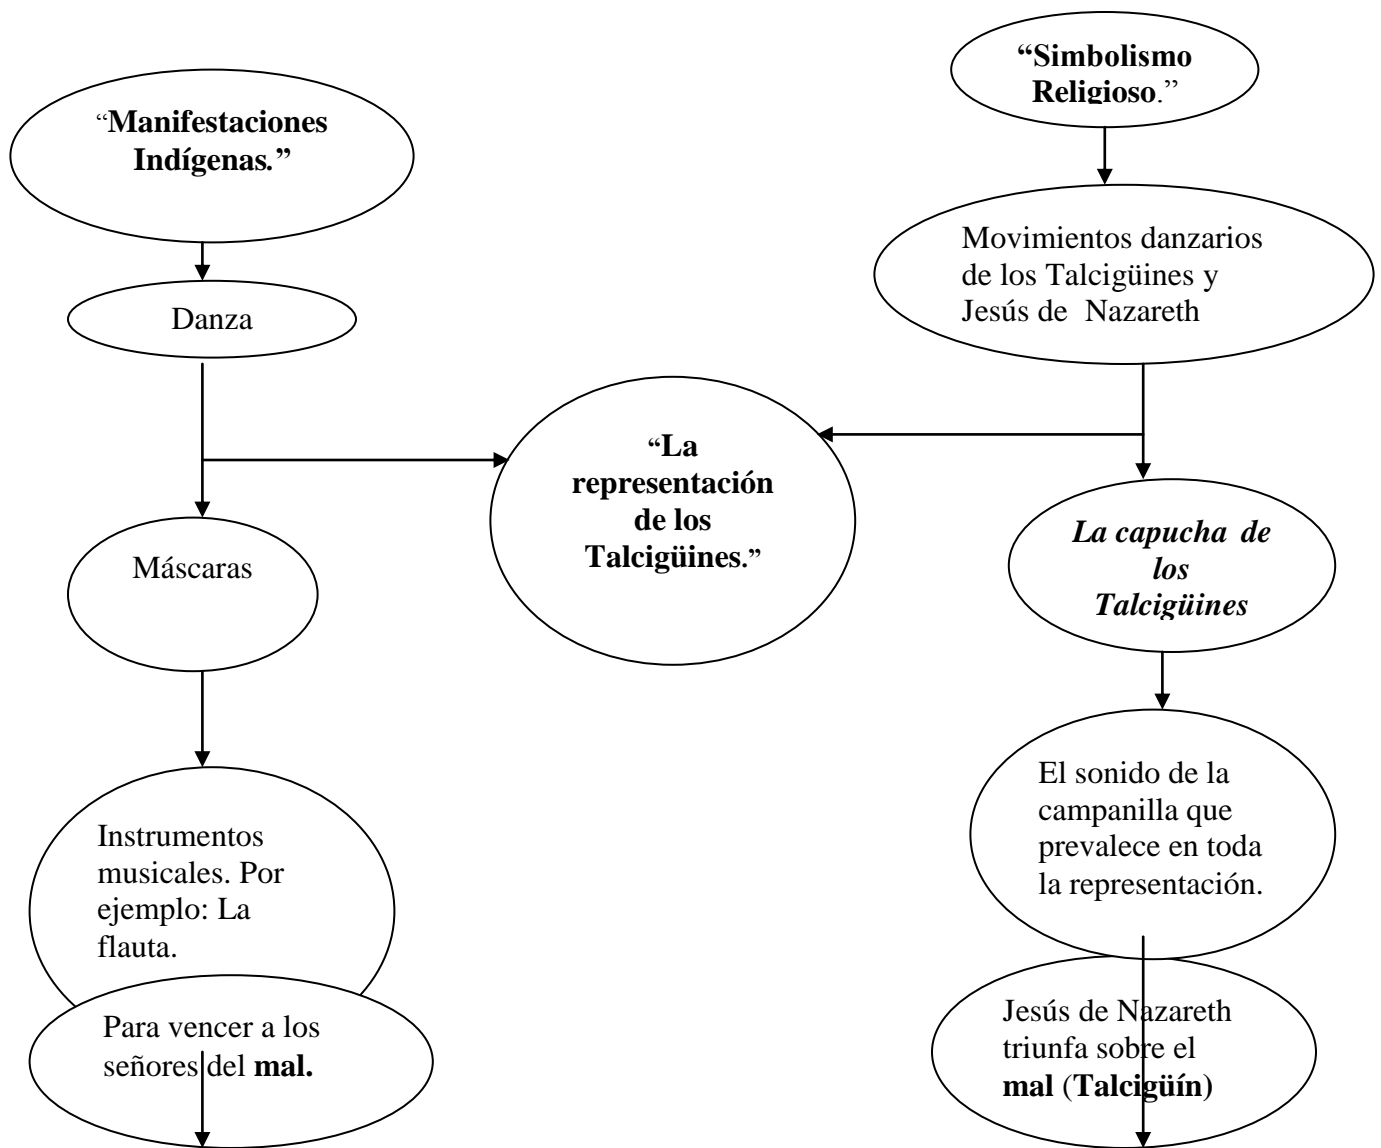 “Manifestaciones
Indígenas.”
Danza
Máscaras
Instrumentos
musicales. Por
ejemplo: La
flauta.
Para vencer a los
señores del mal.
“La
representación
de los
Talcigüines.”
“Simbolismo
Religioso.”
Movimientos danzarios
de los Talcigüines y
Jesús de Nazareth
La capucha de
los
Talcigüines
El sonido de la
campanilla que
prevalece en toda
la representación.
Jesús de Nazareth
triunfa sobre el
mal (Talcigüín)